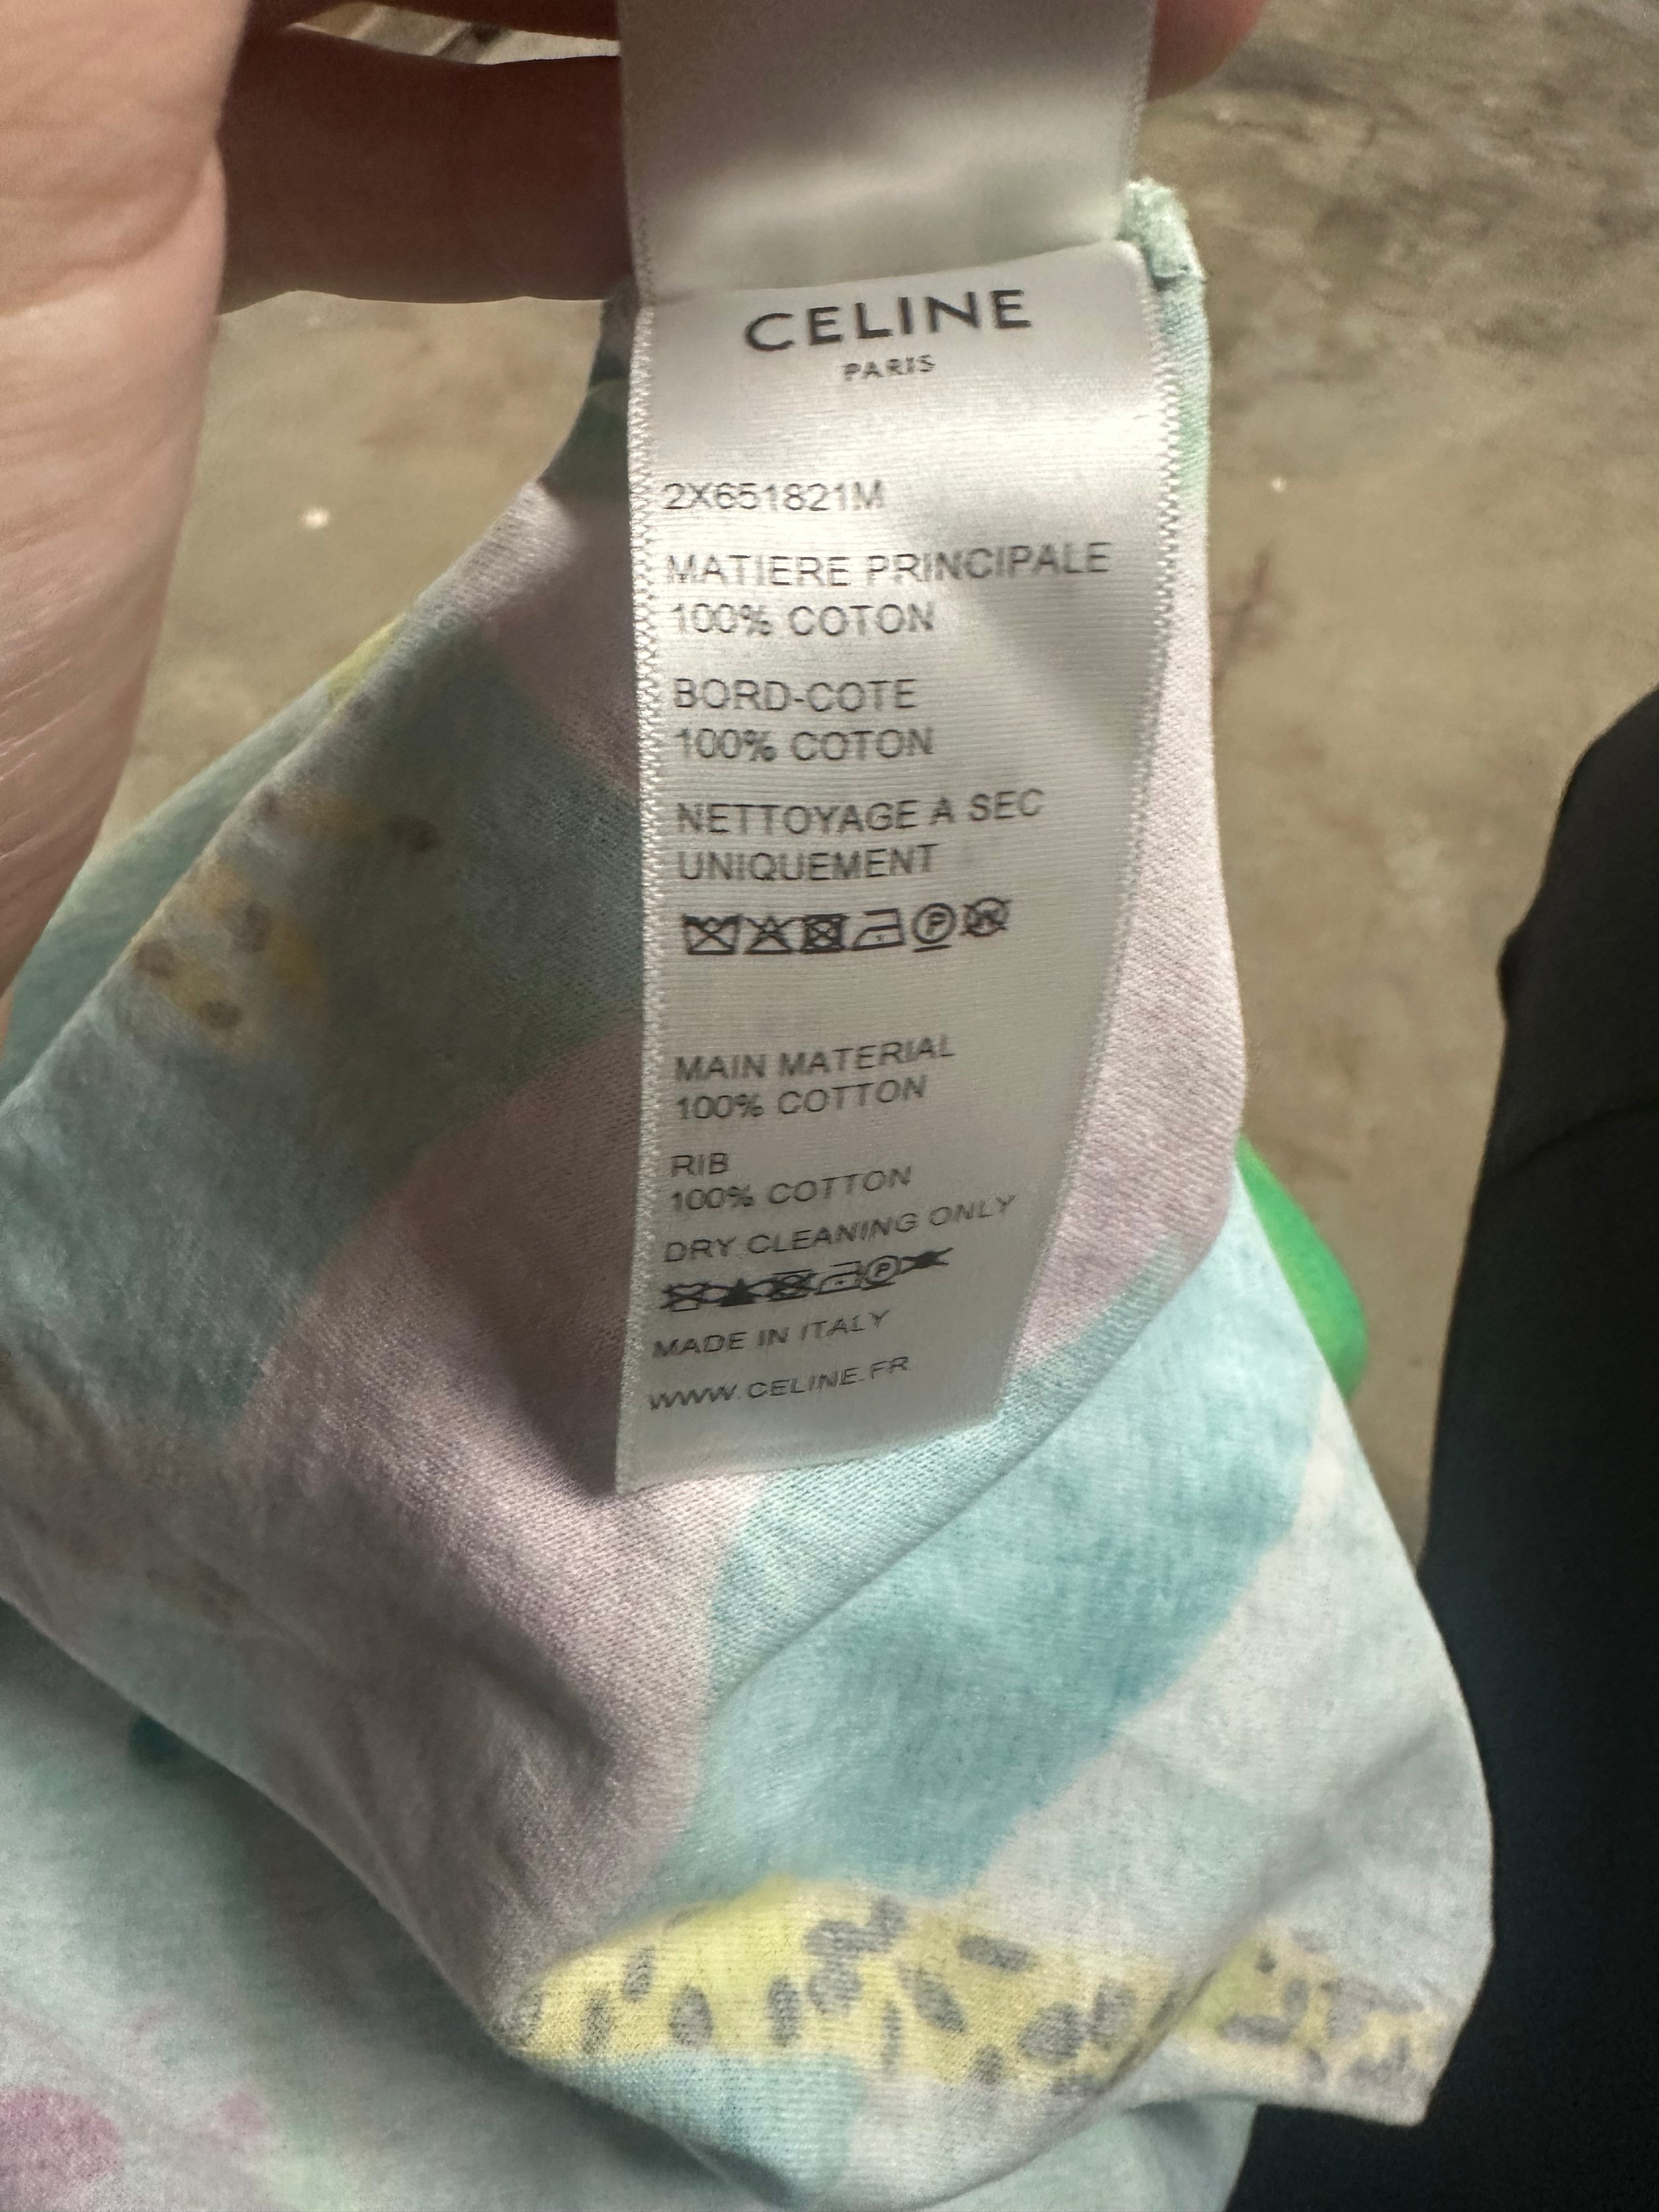 CELINE
PARIS
2X651821M
MATIERE PRINCIPALE
100% COTON
BORD-COTE
100% COTON
NETTOYAGE A SEC
UNIQUEMENT
P W
MAIN MATERIAL
100% COTTON
RIB
100% COTTON
DRY CLEANING ONLY
P
MADE IN ITALY
WWW.CELINE.FR